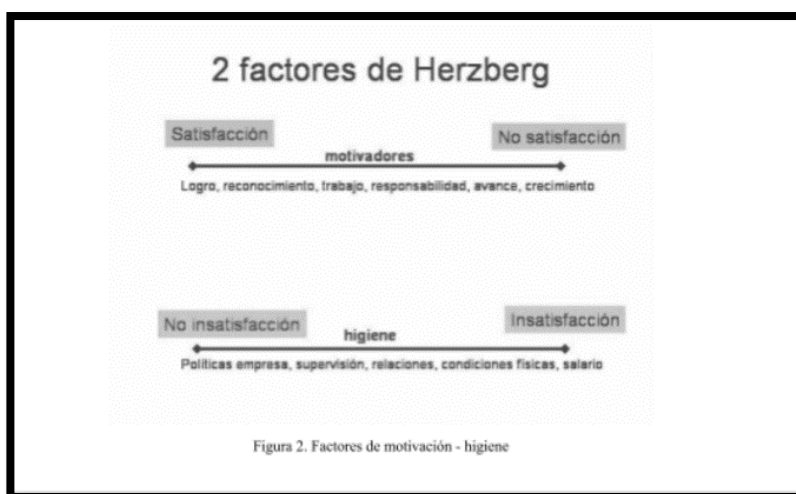 2 factores de Herzberg
Satisfacción
No satisfacción
motivadores
Logro, reconocimiento, trabajo, responsabilidad, avance, crecimiento
No insatisfacción
Insatisfacción
higiene
Políticas empresa, supervisión, relaciones, condiciones físicas, salario
Figura 2. Factores de motivación - higiene